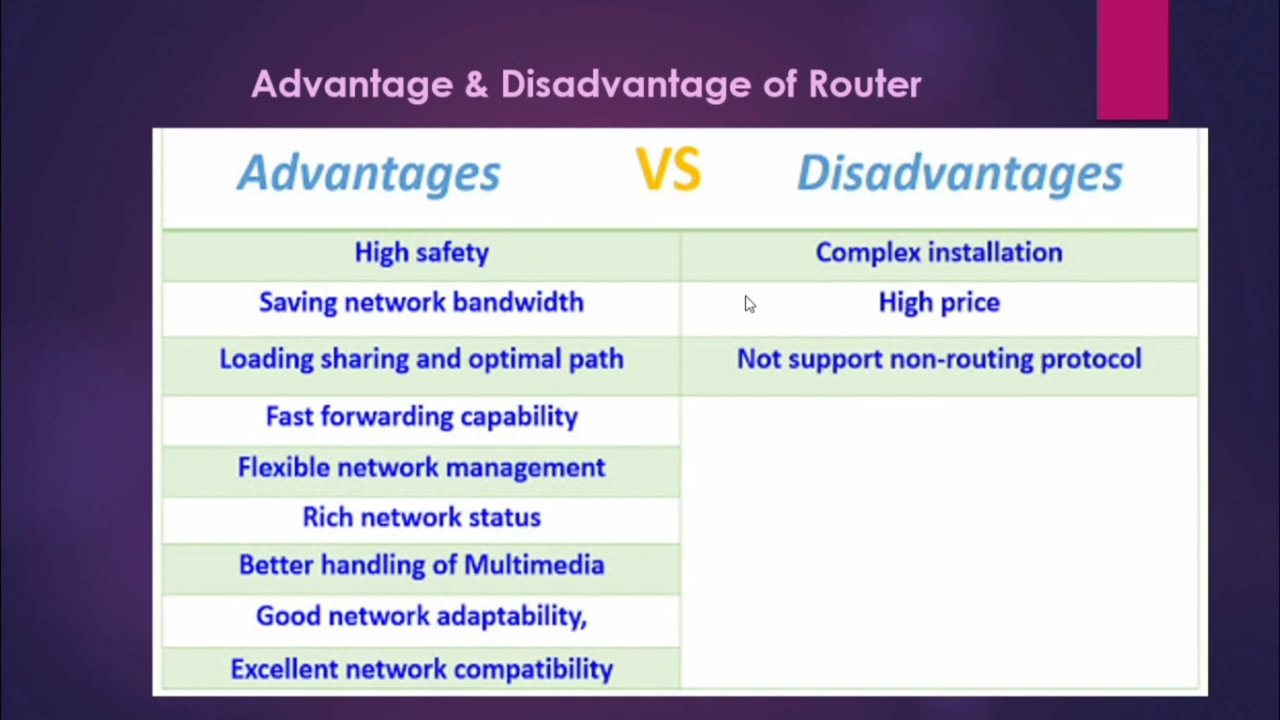 Advantage & Disadvantage of Router
Advantages VS Disadvantages
High safety Complex installation
Saving network bandwidth High price
Loading sharing and optimal path Not support non-routing protocol
Fast forwarding capability
Flexible network management
Rich network status
Better handling of Multimedia
Good network adaptability,
Excellent network compatibility